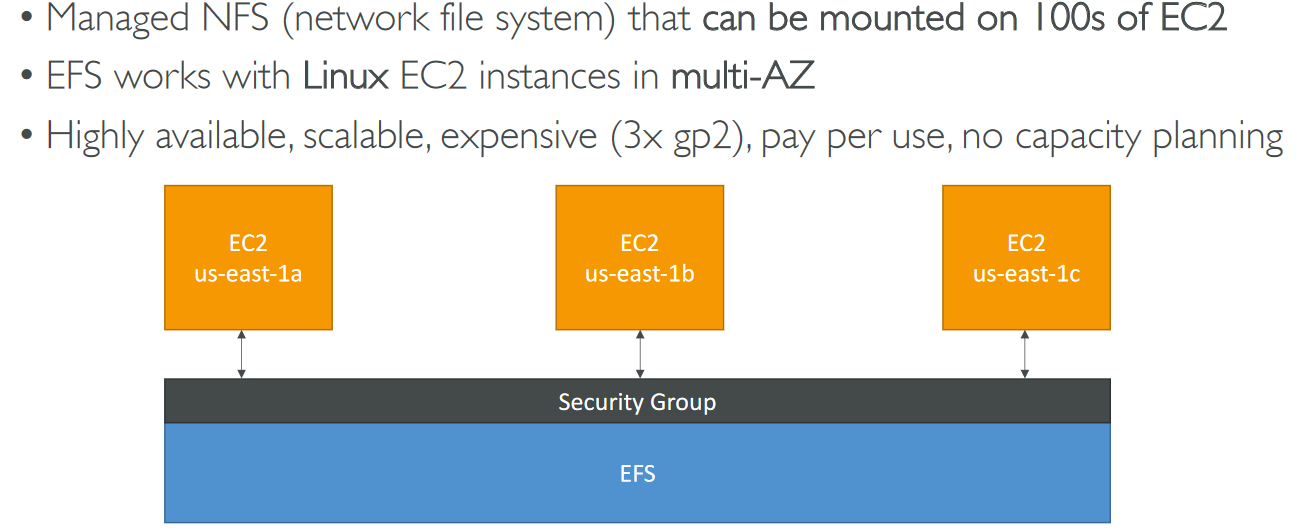 • Managed NFS (network file system) that can be mounted on 100s of EC2
• EFS works with Linux EC2 instances in multi-AZ
• Highly available, scalable, expensive (3x gp2), pay per use, no capacity planning
EC2
us-east-1a
EC2
us-east-1b
EC2
us-east-1c
Security Group
EFS